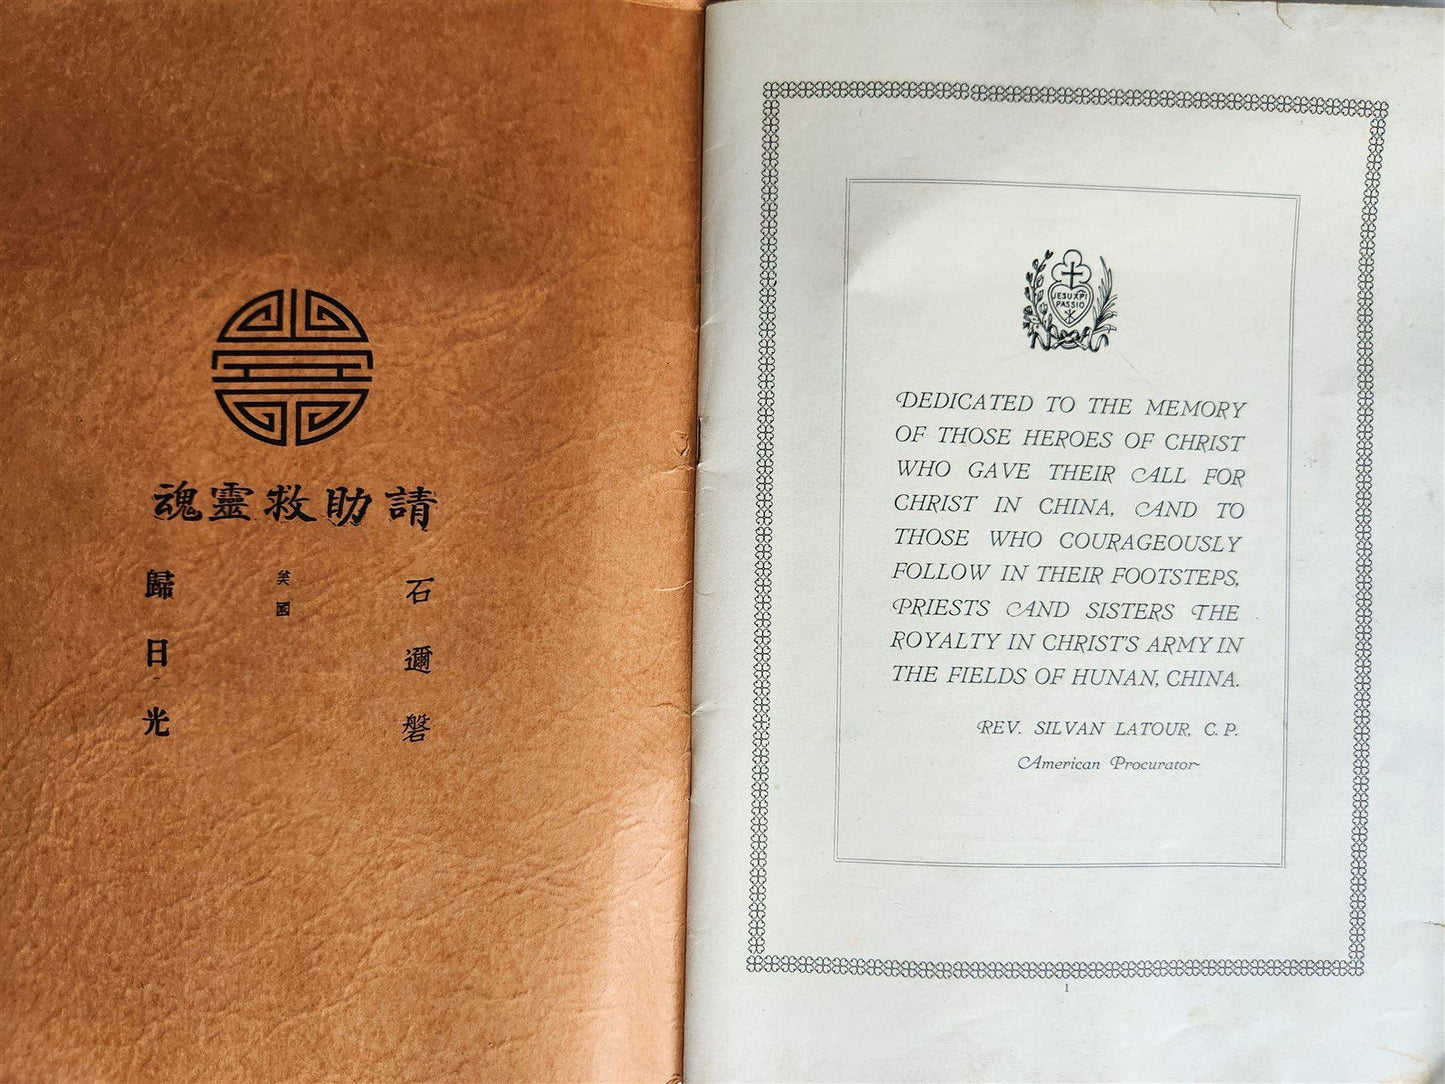 請助救靈魂
石邇磐
美國
歸日光
JESU XPI
PASSIO
DEDICATED TO THE MEMORY
OF THOSE HEROES OF CHRIST
WHO GAVE THEIR ALL FOR
CHRIST IN CHINA, AND TO
THOSE WHO COURAGEOUSLY
FOLLOW IN THEIR FOOTSTEPS,
PRIESTS AND SISTERS THE
ROYALTY IN CHRIST'S ARMY IN
THE FIELDS OF HUNAN, CHINA.
REV. SILVAN LATOUR, C. P.
American Procurator
1